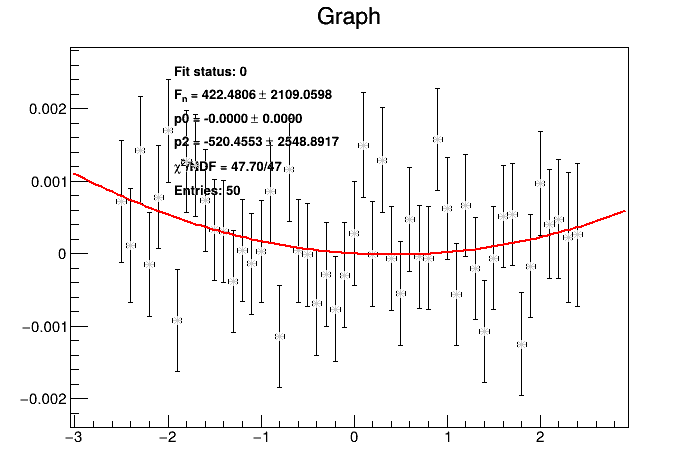 Graph
Fit status: 0
Fn = 422.4806 ± 2109.0598
p0 = -0.0000 ± 0.0000
p2 = -520.4553 ± 2548.8917
χ²/NDF = 47.70/47
Entries: 50
0.002
0.001
0
−0.001
−0.002
−3 −2 −1 0 1 2